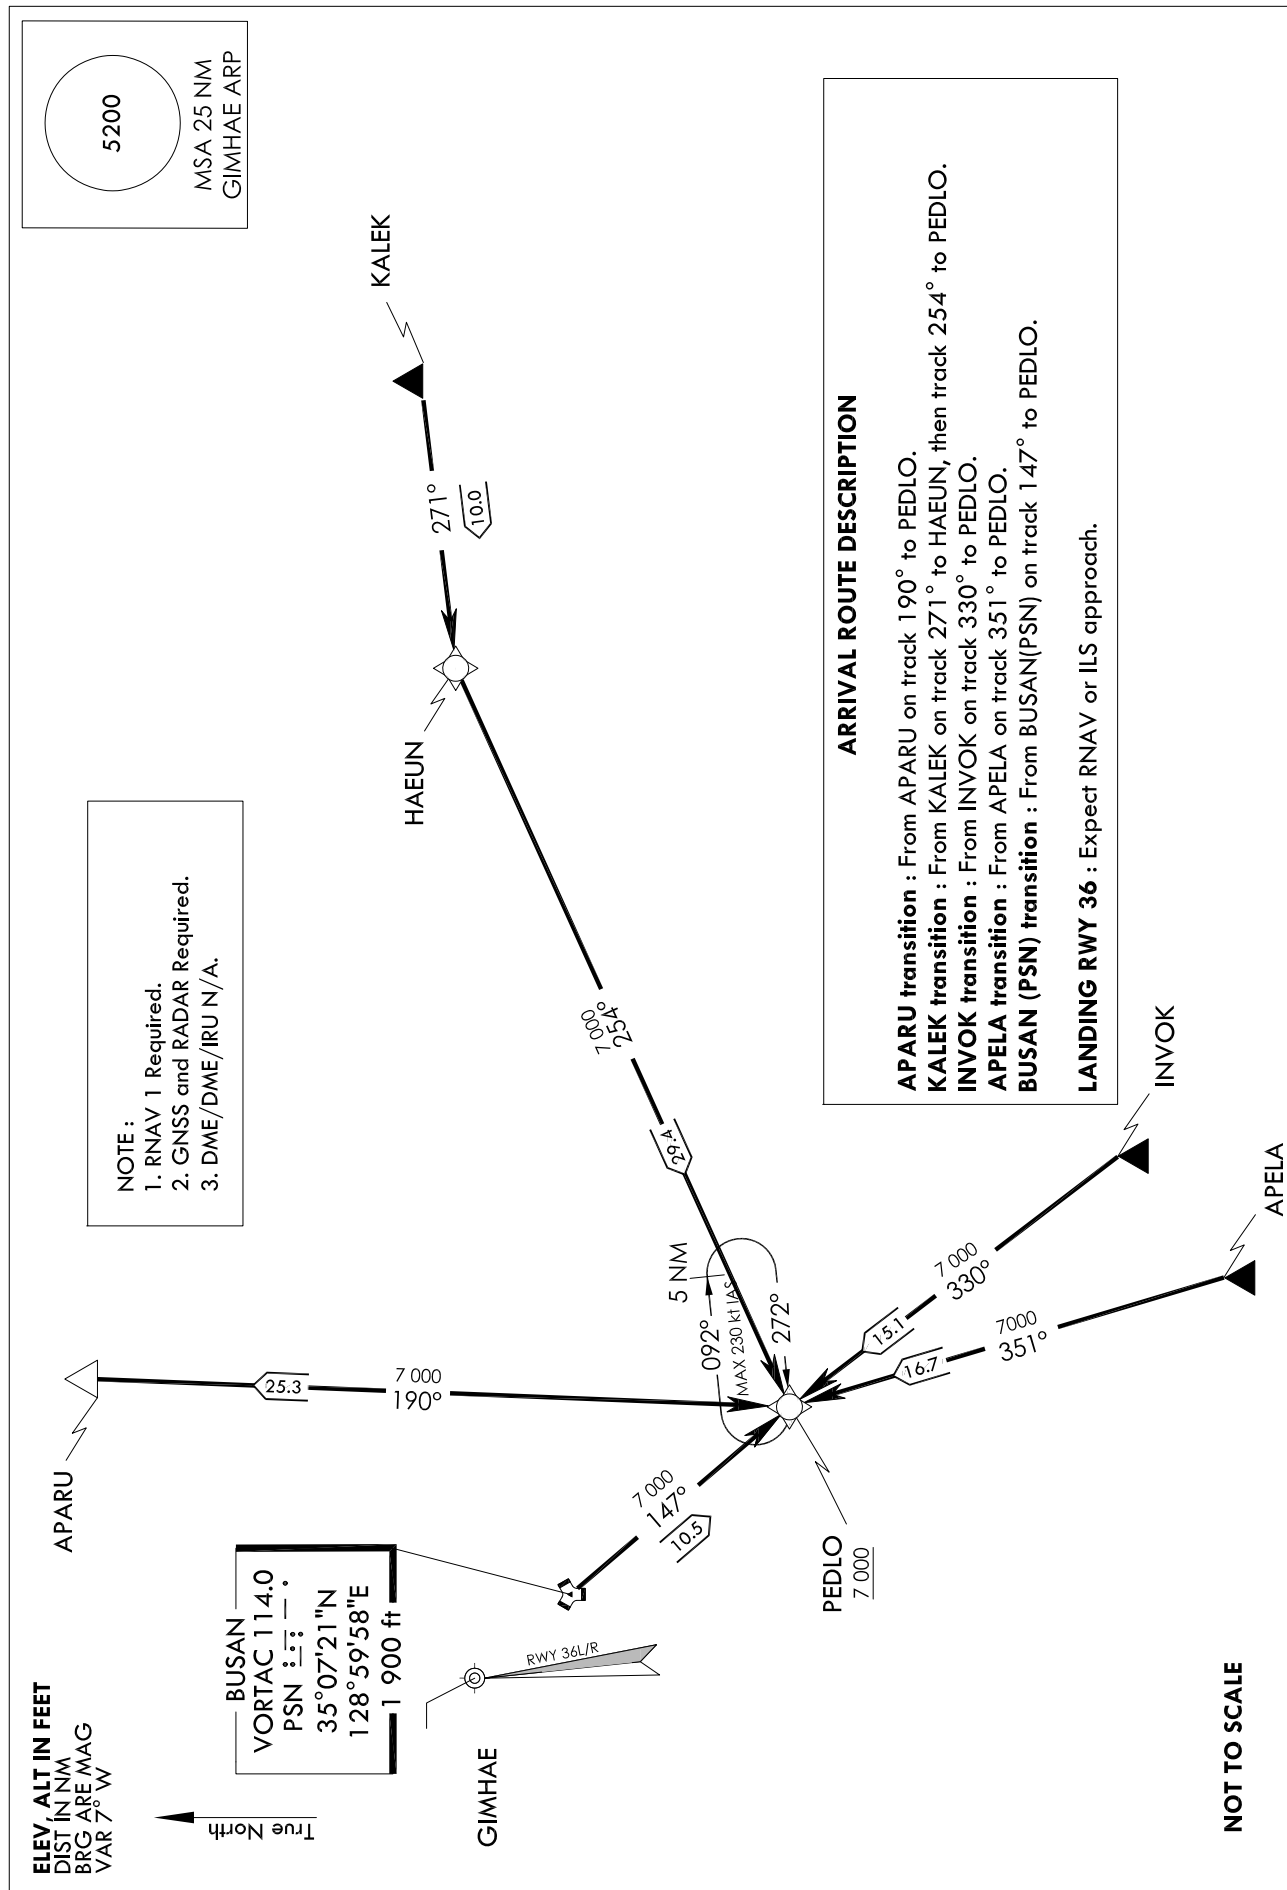 ELEV, ALT IN FEET
DIST IN NM
BRG ARE MAG
VAR 7° W
True North
BUSAN
VORTAC 114.0
PSN
35°07'21"N
128°59'58"E
1 900 ft
GIMHAE
RWY 36L/R
NOTE :
1. RNAV 1 Required.
2. GNSS and RADAR Required.
3. DME/DME/IRU N/A.
5200
MSA 25 NM
GIMHAE ARP
APARU
25.3
7 000
190°
KALEK
271°
10.0
HAEUN
7 000
254°
29.4
5 NM
092°
MAX 230 kt IAS
272°
7 000
147°
10.5
PEDLO
7 000
7 000
330°
15.1
INVOK
7000
351°
16.7
APELA
ARRIVAL ROUTE DESCRIPTION
APARU transition : From APARU on track 190° to PEDLO.
KALEK transition : From KALEK on track 271° to HAEUN, then track 254° to PEDLO.
INVOK transition : From INVOK on track 330° to PEDLO.
APELA transition : From APELA on track 351° to PEDLO.
BUSAN (PSN) transition : From BUSAN(PSN) on track 147° to PEDLO.
LANDING RWY 36 : Expect RNAV or ILS approach.
NOT TO SCALE